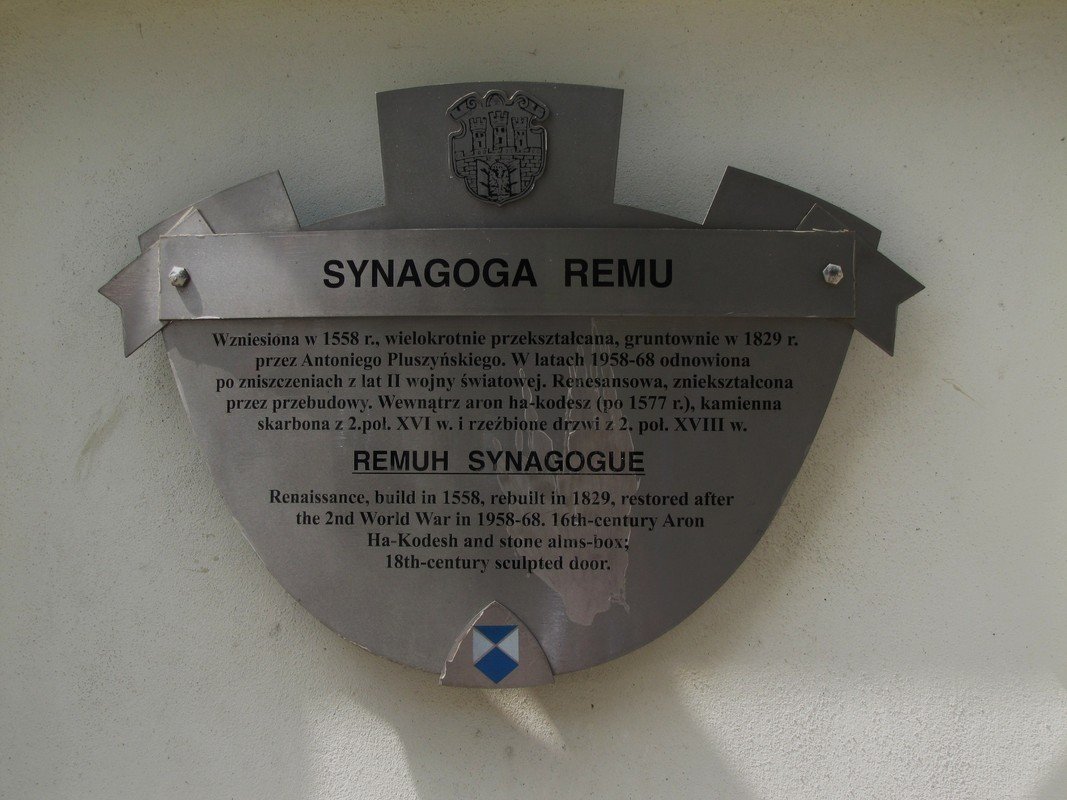 SYNAGOGA REMU
Wzniesiona w 1558 r., wielokrotnie przekształcana, gruntownie w 1829 r.
przez Antoniego Pluszyńskiego. W latach 1958-68 odnowiona
po zniszczeniach z lat II wojny światowej. Renesansowa, zniekształcona
przez przebudowy. Wewnątrz aron ha-kodesz (po 1577 r.), kamienna
skarbona z 2.poł. XVI w. i rzeźbione drzwi z 2. poł. XVIII w.
REMUH SYNAGOGUE
Renaissance, build in 1558, rebuilt in 1829, restored after
the 2nd World War in 1958-68. 16th-century Aron
Ha-Kodesh and stone alms-box;
18th-century sculpted door.